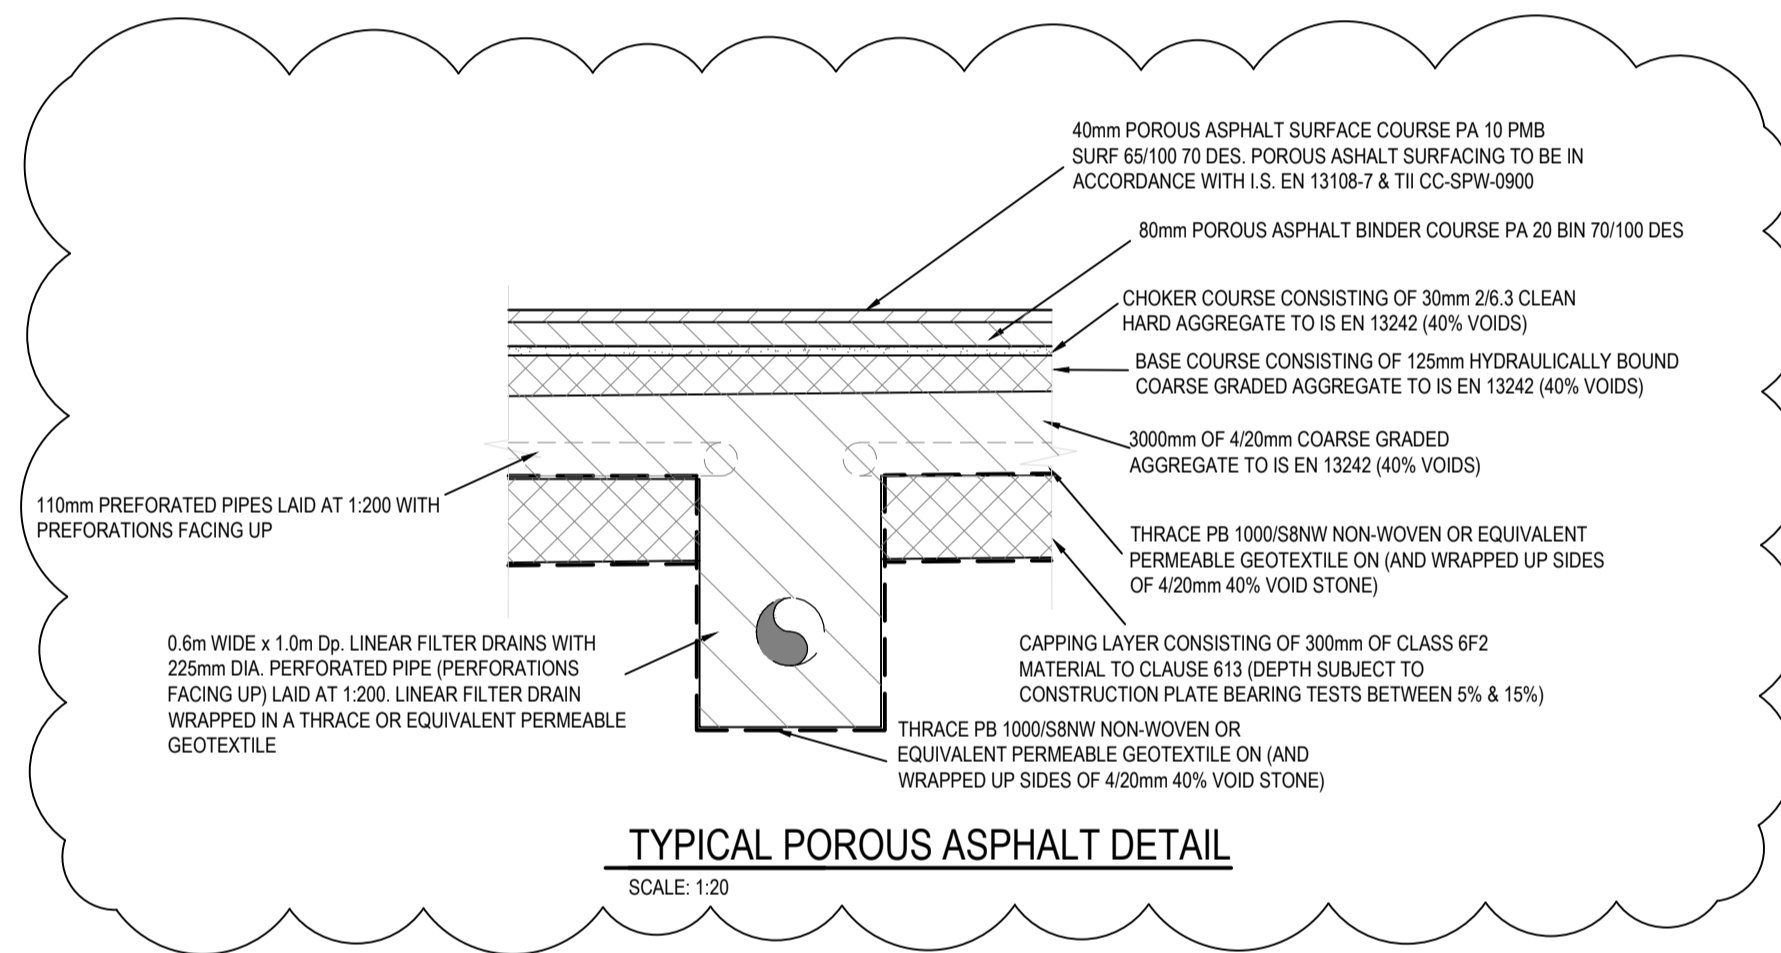 40mm POROUS ASPHALT SURFACE COURSE PA 10 PMB
SURF 65/100 70 DES. POROUS ASHALT SURFACING TO BE IN
ACCORDANCE WITH I.S. EN 13108-7 & TII CC-SPW-0900
80mm POROUS ASPHALT BINDER COURSE PA 20 BIN 70/100 DES
CHOKER COURSE CONSISTING OF 30mm 2/6.3 CLEAN
HARD AGGREGATE TO IS EN 13242 (40% VOIDS)
BASE COURSE CONSISTING OF 125mm HYDRAULICALLY BOUND
COARSE GRADED AGGREGATE TO IS EN 13242 (40% VOIDS)
3000mm OF 4/20mm COARSE GRADED
AGGREGATE TO IS EN 13242 (40% VOIDS)
110mm PREFORATED PIPES LAID AT 1:200 WITH
PREFORATIONS FACING UP
THRACE PB 1000/S8NW NON-WOVEN OR EQUIVALENT
PERMEABLE GEOTEXTILE ON (AND WRAPPED UP SIDES
OF 4/20mm 40% VOID STONE)
0.6m WIDE x 1.0m Dp. LINEAR FILTER DRAINS WITH
225mm DIA. PERFORATED PIPE (PERFORATIONS
FACING UP) LAID AT 1:200. LINEAR FILTER DRAIN
WRAPPED IN A THRACE OR EQUIVALENT PERMEABLE
GEOTEXTILE
CAPPING LAYER CONSISTING OF 300mm OF CLASS 6F2
MATERIAL TO CLAUSE 613 (DEPTH SUBJECT TO
CONSTRUCTION PLATE BEARING TESTS BETWEEN 5% & 15%)
THRACE PB 1000/S8NW NON-WOVEN OR
EQUIVALENT PERMEABLE GEOTEXTILE ON (AND
WRAPPED UP SIDES OF 4/20mm 40% VOID STONE)
TYPICAL POROUS ASPHALT DETAIL
SCALE: 1:20